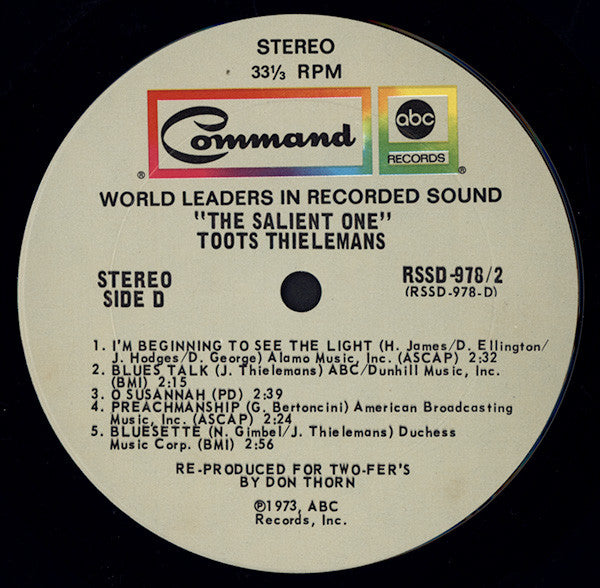 STEREO
33⅓ RPM
Command
abc
RECORDS
®
®
WORLD LEADERS IN RECORDED SOUND
"THE SALIENT ONE"
TOOTS THIELEMANS
STEREO
SIDE D
RSSD-978/2
(RSSD-978-D)
1. I'M BEGINNING TO SEE THE LIGHT (H. James/D. Ellington/
J. Hodges/D. George) Alamo Music, Inc. (ASCAP) 2:32
2. BLUES TALK (J. Thielemans) ABC/Dunhill Music, Inc.
(BMI) 2:15
3. O SUSANNAH (PD) 2:39
4. PREACHMANSHIP (G. Bertoncini) American Broadcasting
Music, Inc. (ASCAP) 2:24
5. BLUESETTE (N. Gimbel/J. Thielemans) Duchess
Music Corp. (BMI) 2:56
RE-PRODUCED FOR TWO-FER'S
BY DON THORN
℗1973, ABC
Records, Inc.